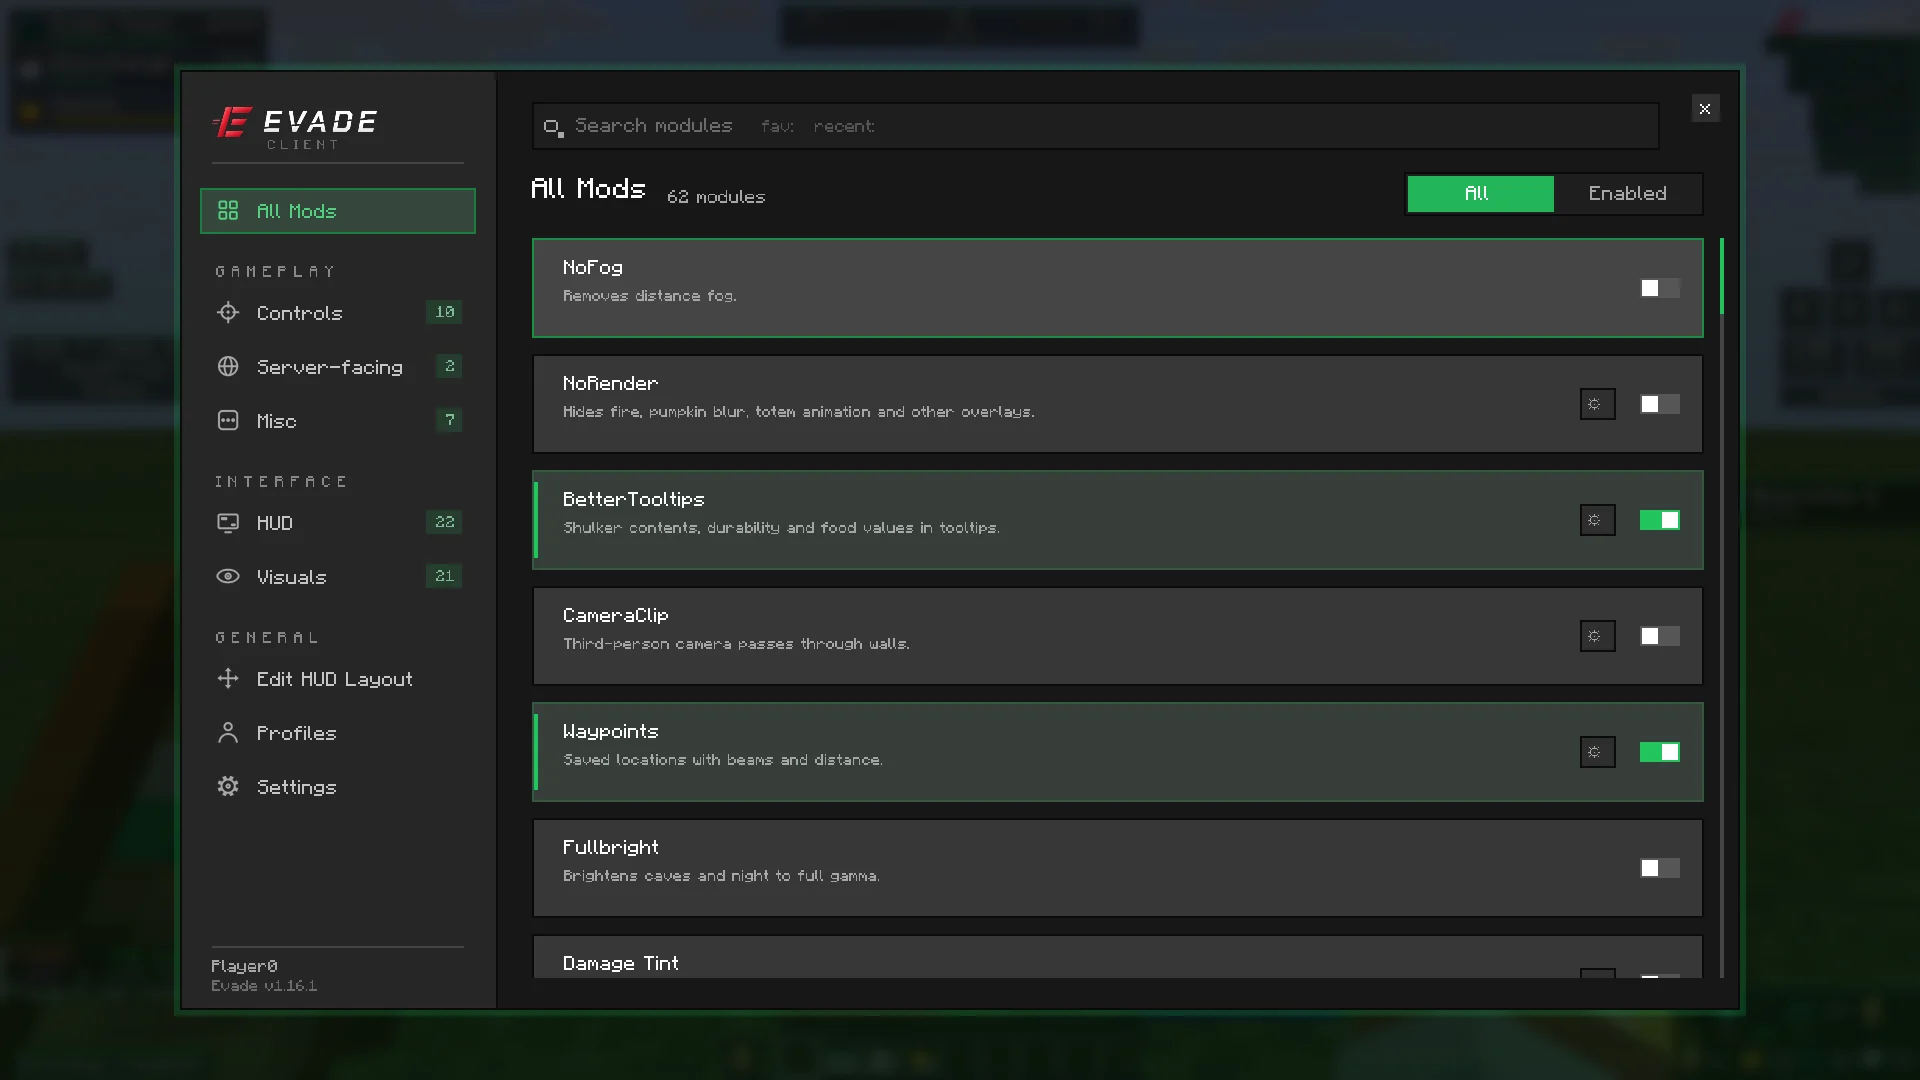 EVADE
CLIENT
All Mods
GAMEPLAY
Controls 10
Server-facing 2
Misc 7
INTERFACE
HUD 22
Visuals 21
GENERAL
Edit HUD Layout
Profiles
Settings
Player0
Evade v1.16.1
Search modules fav: recent:
All Mods 62 modules
All Enabled
NoFog
Removes distance fog.
NoRender
Hides fire, pumpkin blur, totem animation and other overlays.
BetterTooltips
Shulker contents, durability and food values in tooltips.
CameraClip
Third-person camera passes through walls.
Waypoints
Saved locations with beams and distance.
Fullbright
Brightens caves and night to full gamma.
Damage Tint